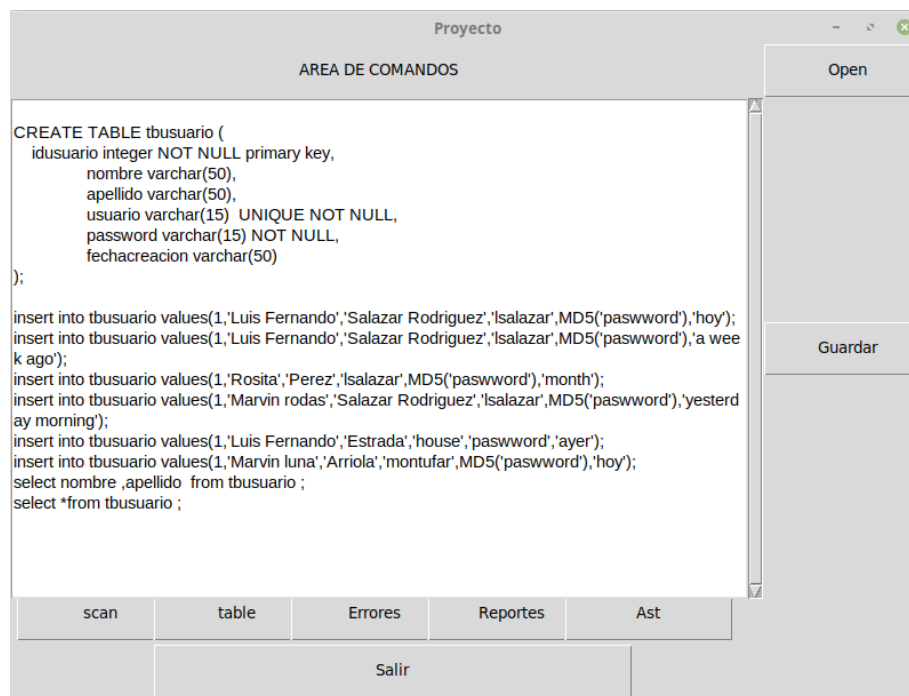 Proyecto
AREA DE COMANDOS
Open
CREATE TABLE tbusuario (
idusuario integer NOT NULL primary key,
nombre varchar(50),
apellido varchar(50),
usuario varchar(15)  UNIQUE NOT NULL,
password varchar(15) NOT NULL,
fechacreacion varchar(50)
);
insert into tbusuario values(1,'Luis Fernando','Salazar Rodriguez','lsalazar',MD5('paswword'),'hoy');
insert into tbusuario values(1,'Luis Fernando','Salazar Rodriguez','lsalazar',MD5('paswword'),'a wee
k ago');
insert into tbusuario values(1,'Rosita','Perez','lsalazar',MD5('paswword'),'month');
insert into tbusuario values(1,'Marvin rodas','Salazar Rodriguez','lsalazar',MD5('paswword'),'yesterd
ay morning');
insert into tbusuario values(1,'Luis Fernando','Estrada','house','paswword','ayer');
insert into tbusuario values(1,'Marvin luna','Arriola','montufar',MD5('paswword'),'hoy');
select nombre ,apellido  from tbusuario ;
select *from tbusuario ;
Guardar
scan
table
Errores
Reportes
Ast
Salir